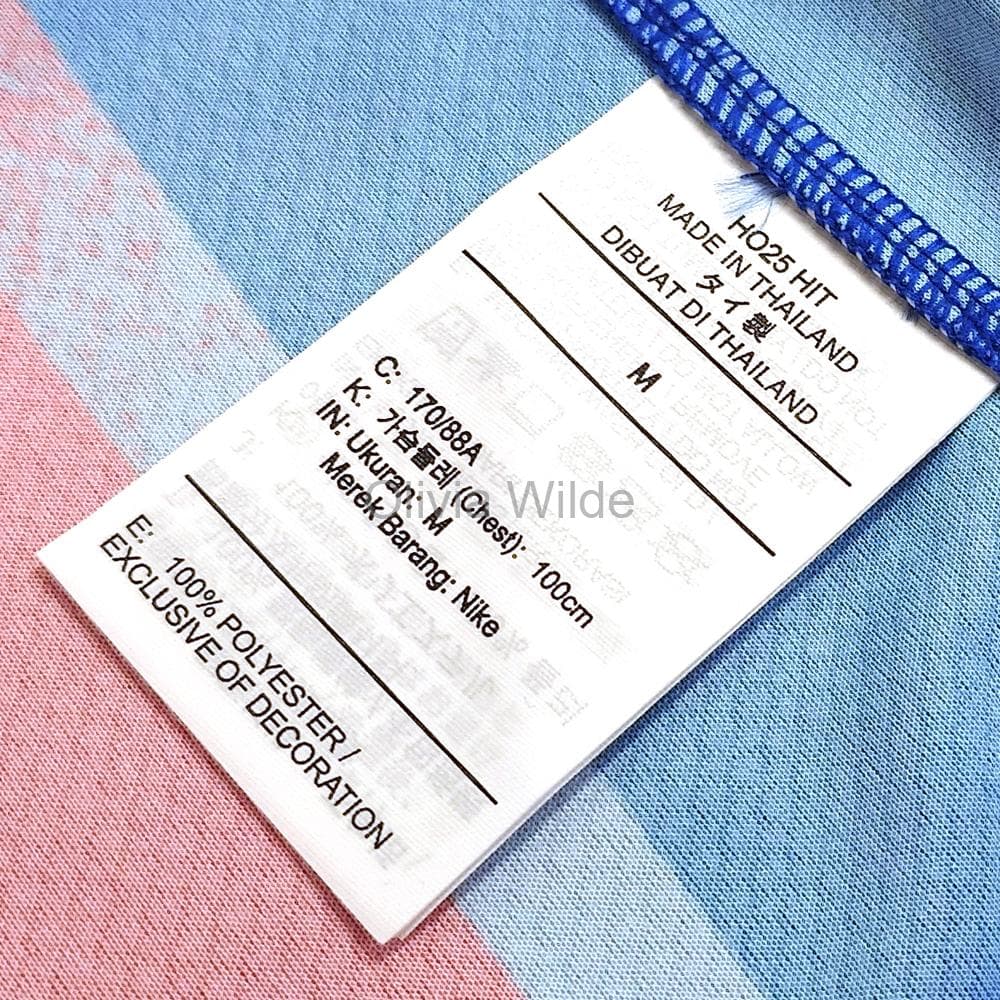 HO25 HIT
MADE IN THAILAND
タイ製
DIBUAT DI THAILAND
M
C: 170/88A
K: 가슴둘레 (Chest): 100cm
IN: Ukuran: M
Merek Barang: Nike
E: 100% POLYESTER /
EXCLUSIVE OF DECORATION
Olivia Wilde